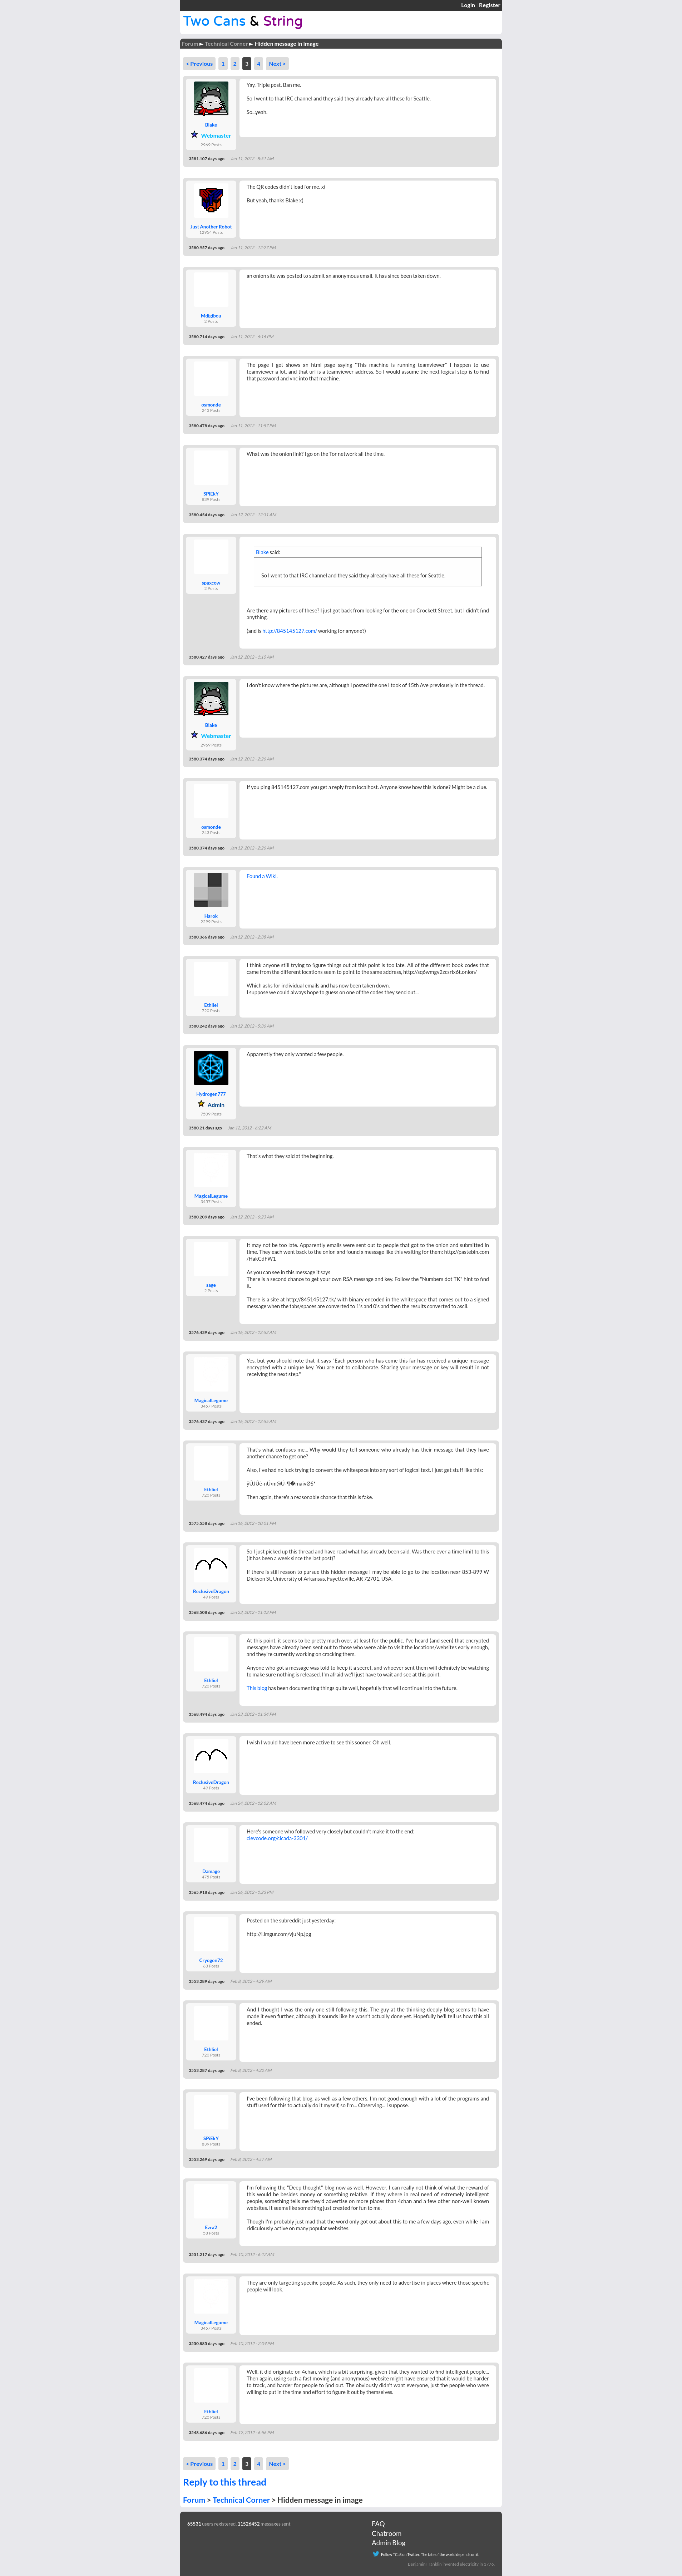 Login | Register
Two Cans & String
Forum ► Technical Corner ► Hidden message in image
< Previous 1 2 3 4 Next >
Yay. Triple post. Ban me.
So I went to that IRC channel and they said they already have all these for Seattle.
So...yeah.
Blake
Webmaster
2969 Posts
3581.107 days ago Jan 11, 2012 - 8:51 AM
The QR codes didn't load for me. x(
But yeah, thanks Blake x)
Just Another Robot
12959 Posts
3580.957 days ago Jan 11, 2012 - 12:27 PM
an onion site was posted to submit an anonymous email. It has since been taken down.
Mdigibou
2 Posts
3580.714 days ago Jan 11, 2012 - 6:16 PM
The page I get shows an html page saying "This machine is running teamviewer" I happen to use
teamviewer a lot, and that url is a teamviewer address. So I would assume the next logical step is to find
that password and vnc into that machine.
osmonde
243 Posts
3580.478 days ago Jan 11, 2012 - 11:57 PM
What was the onion link? I go on the Tor network all the time.
SPIEkY
839 Posts
3580.454 days ago Jan 12, 2012 - 12:31 AM
Blake said:
So I went to that IRC channel and they said they already have all these for Seattle.
spaecow
1 Posts
Are there any pictures of these? I just got back from looking for the one on Crockett Street, but I didn't find
anything.
(and is http://845145127.com/ working for anyone?)
3580.427 days ago Jan 12, 2012 - 1:10 AM
I don't know where the pictures are, although I posted the one I took of 15th Ave previously in the thread.
Blake
Webmaster
2969 Posts
3580.374 days ago Jan 12, 2012 - 2:26 AM
If you ping 845145127.com you get a reply from localhost. Anyone know how this is done? Might be a clue.
osmonde
243 Posts
3580.374 days ago Jan 12, 2012 - 2:26 AM
Found a Wiki.
Harok
2399 Posts
3580.366 days ago Jan 12, 2012 - 2:38 AM
I think anyone still trying to figure things out at this point is too late. All of the different book codes that
came from the different locations seem to point to the same address, http://sq6wmgv2zcsrix6t.onion/
Which asks for individual emails and has now been taken down.
I suppose we could always hope to guess on one of the codes they send out...
Ethliel
720 Posts
3580.242 days ago Jan 12, 2012 - 5:36 AM
Apparently they only wanted a few people.
Hydrogen777
Admin
7509 Posts
3580.21 days ago Jan 12, 2012 - 6:22 AM
That's what they said at the beginning.
MagicalLegume
3457 Posts
3580.209 days ago Jan 12, 2012 - 6:23 AM
It may not be too late. Apparently emails were sent out to people that got to the onion and submitted in
time. They each went back to the onion and found a message like this waiting for them: http://pastebin.com
/HakCdFW1
As you can see in this message it says
There is a second chance to get your own RSA message and key. Follow the "Numbers dot TK" hint to find
it.
There is a site at http://845145127.tk/ with binary encoded in the whitespace that comes out to a signed
message when the tabs/spaces are converted to 1's and 0's and then the results converted to ascii.
sage
2 Posts
3576.439 days ago Jan 16, 2012 - 12:52 AM
Yes, but you should note that it says "Each person who has come this far has received a unique message
encrypted with a unique key. You are not to collaborate. Sharing your message or key will result in not
receiving the next step"
MagicalLegume
3457 Posts
3576.437 days ago Jan 16, 2012 - 12:55 AM
That's what confuses me... Why would they tell someone who already has their message that they have
another chance to get one?
Also, I've had no luck trying to convert the whitespace into any sort of logical text. I just get stuff like this:
Then again, there's a reasonable chance that this is fake.
Ethliel
720 Posts
3575.558 days ago Jan 16, 2012 - 10:01 PM
So I just picked up this thread and have read what has already been said. Was there ever a time limit to this
(it has been a week since the last post)?
If there is still reason to pursue this hidden message I may be able to go to the location near 853-899 W
Dickson St, University of Arkansas, Fayetteville, AR 72701, USA.
ReclusiveDragon
49 Posts
3568.508 days ago Jan 23, 2012 - 11:13 PM
At this point, it seems to be pretty much over, at least for the public. I've heard (and seen) that encrypted
messages have already been sent out to those who were able to visit the locations/websites early enough,
and they're currently working on cracking them.
Anyone who got a message was told to keep it a secret, and whoever sent them will definitely be watching
to make sure nothing is released. I'm afraid we'll just have to wait and see at this point.
This blog has been documenting things quite well, hopefully that will continue into the future.
Ethliel
720 Posts
3568.494 days ago Jan 23, 2012 - 11:34 PM
I wish I would have been more active to see this sooner. Oh well.
ReclusiveDragon
49 Posts
3568.474 days ago Jan 24, 2012 - 12:02 AM
Here's someone who followed very closely but couldn't make it to the end:
clevcode.org/cicada-3301/
Damage
475 Posts
3565.918 days ago Jan 26, 2012 - 1:23 PM
Posted on the subreddit just yesterday:
http://i.imgur.com/vjuNp.jpg
Cryogen72
63 Posts
3553.289 days ago Feb 8, 2012 - 4:29 AM
And I thought I was the only one still following this. The guy at the thinking-deeply blog seems to have
made it even further, although it sounds like he wasn't actually done yet. Hopefully he'll tell us how this all
ended.
Ethliel
720 Posts
3553.287 days ago Feb 8, 2012 - 4:32 AM
I've been following that blog, as well as a few others. I'm not good enough with a lot of the programs and
stuff used for this to actually do it myself, so I'm... Observing... I suppose.
SPIEkY
839 Posts
3553.269 days ago Feb 8, 2012 - 4:57 AM
I'm following the "Deep thought" blog now as well. However, I can really not think of what the reward of
this would be besides money or something relative. If they where in real need of extremely intelligent
people, something tells me they'd advertise on more places than 4chan and a few other non-well known
websites. It seems like something just created for fun to me.
Though I'm probably just mad that the word only got out about this to me a few days ago, even while I am
ridiculously active on many popular websites.
Ezra2
58 Posts
3551.217 days ago Feb 10, 2012 - 6:12 AM
They are only targeting specific people. As such, they only need to advertise in places where those specific
people will look.
MagicalLegume
3457 Posts
3550.885 days ago Feb 10, 2012 - 2:09 PM
Well, it did originate on 4chan, which is a bit surprising, given that they wanted to find intelligent people...
Then again, using such a fast moving (and anonymous) website might have ensured that it would be harder
to track, and harder for people to find out. The obviously didn't want everyone, just the people who were
willing to put in the time and effort to figure it out by themselves.
Ethliel
720 Posts
3548.686 days ago Feb 12, 2012 - 6:56 PM
< Previous 1 2 3 4 Next >
Reply to this thread
Forum > Technical Corner > Hidden message in image
65531 users registered, 11526452 messages sent
FAQ
Chatroom
Admin Blog
Follow TCaS on Twitter. The fate of the world depends on it.
Benjamin Franklin invented electricity in 1776.